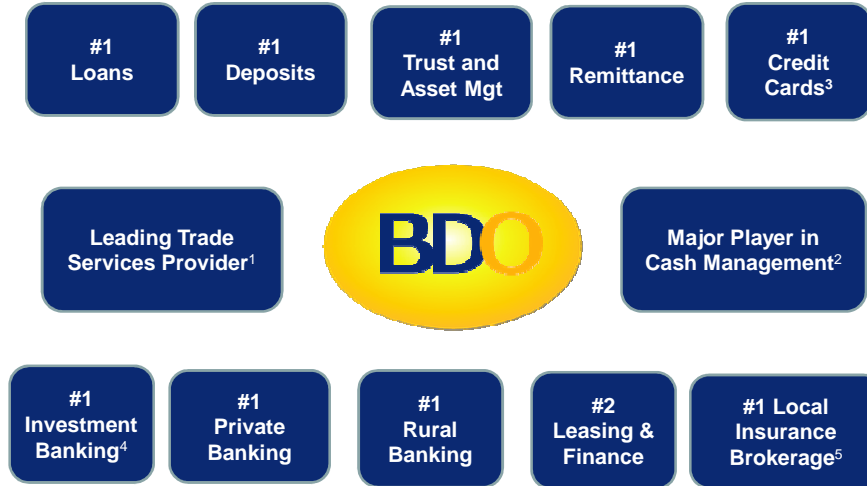 #1
Loans
#1
Deposits
#1
Trust and
Asset Mgt
#1
Remittance
#1
Credit
Cards³
Leading Trade
Services Provider¹
BDO
Major Player in
Cash Management²
#1
Investment
Banking⁴
#1
Private
Banking
#1
Rural
Banking
#2
Leasing &
Finance
#1 Local
Insurance
Brokerage⁵